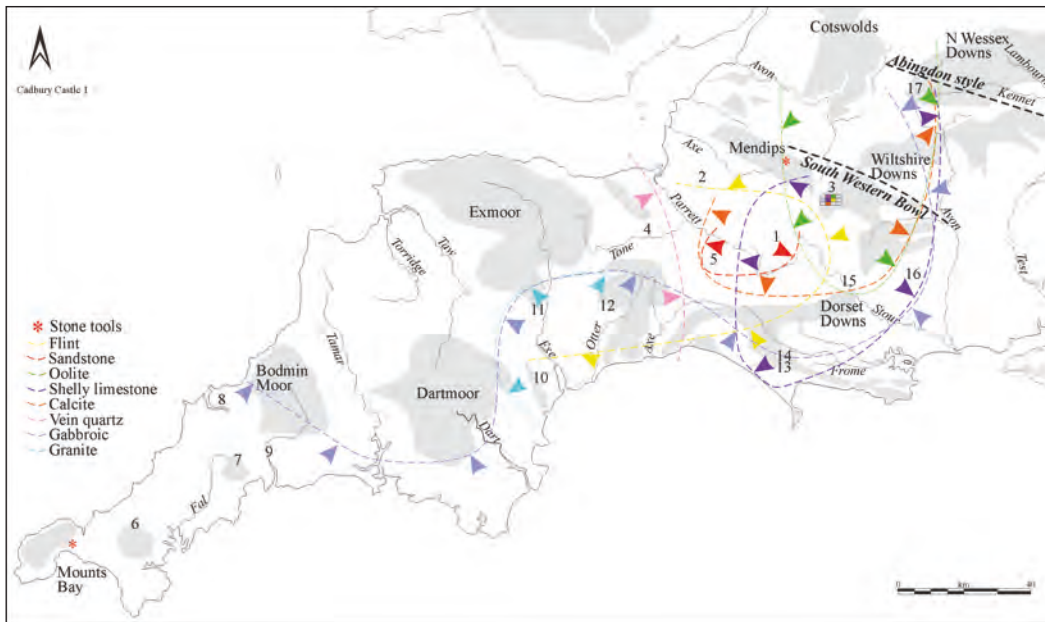 Cadbury Castle 1
Cotswolds
N Wessex
Downs
Lambourn
Abingdon style
Kennet
17
Avon
Mendips
Axe
2
3
Wiltshire
Downs
South Western Bowl
Avon
Test
Exmoor
Parrett
4
1
5
Tone
Torridge
Taw
11
12
15
16
Dorset
Downs
Stour
Otter
Axe
Exe
14
13
Frome
10
Tamar
Bodmin
Moor
Dartmoor
Dart
8
9
7
Fal
6
Mounts
Bay
Stone tools
Flint
Sandstone
Oolite
Shelly limestone
Calcite
Vein quartz
Gabbroic
Granite
0 km 40